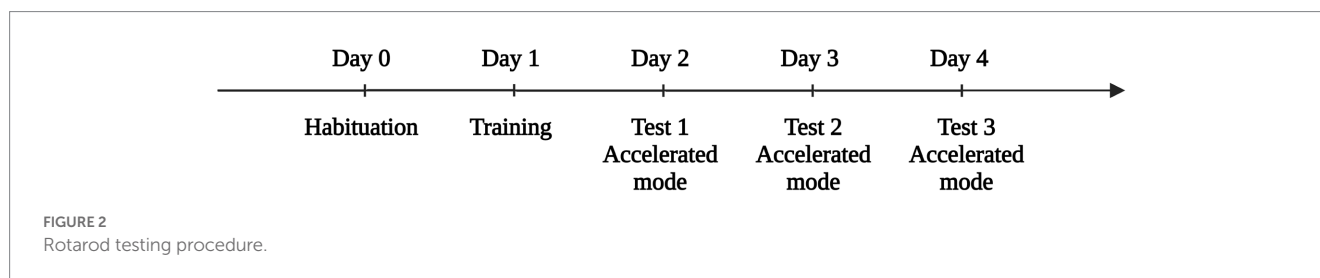 Day 0 Day 1 Day 2 Day 3 Day 4
Habituation Training Test 1 Test 2 Test 3
Accelerated Accelerated Accelerated
mode mode mode
FIGURE 2
Rotarod testing procedure.